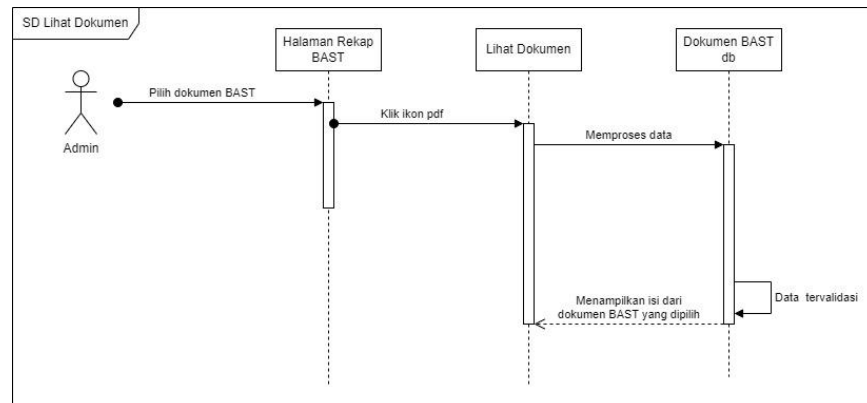 SD Lihat Dokumen
Halaman Rekap
BAST
Lihat Dokumen
Dokumen BAST
db
Pilih dokumen BAST
Klik ikon pdf
Memproses data
Admin
Data tervalidasi
Menampilkan isi dari
dokumen BAST yang dipilih